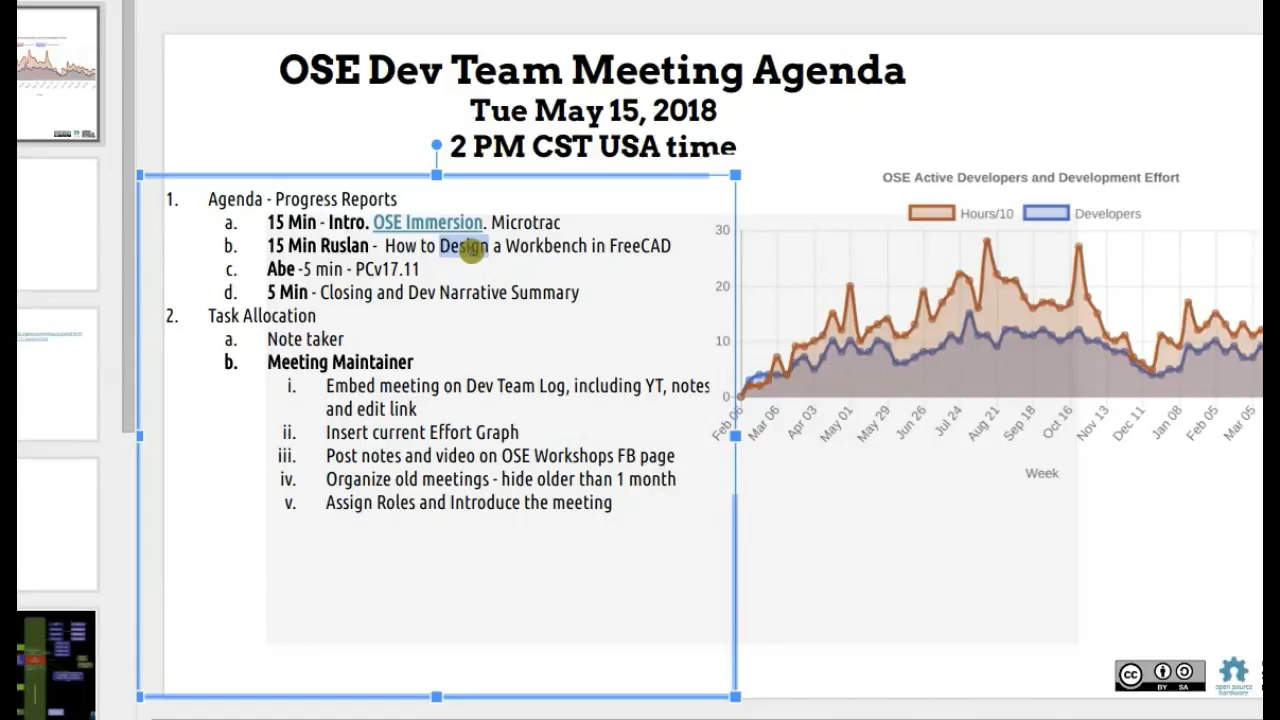 OSE Dev Team Meeting Agenda
Tue May 15, 2018
2 PM CST USA time
1. Agenda - Progress Reports
a. 15 Min - Intro. OSE Immersion. Microtrac
b. 15 Min Ruslan - How to Design a Workbench in FreeCAD
c. Abe -5 min - PCv17.11
d. 5 Min - Closing and Dev Narrative Summary
2. Task Allocation
a. Note taker
b. Meeting Maintainer
i. Embed meeting on Dev Team Log, including YT, notes
and edit link
ii. Insert current Effort Graph
iii. Post notes and video on OSE Workshops FB page
iv. Organize old meetings - hide older than 1 month
v. Assign Roles and Introduce the meeting
OSE Active Developers and Development Effort
Hours/10 Developers
30
20
10
0
Feb 06 Mar 06 Apr 03 May 01 May 29 Jun 26 Jul 24 Aug 21 Sep 18 Oct 16 Nov 13 Dec 11 Jan 08 Feb 05 Mar 05
Week
CC BY SA
open source
hardware